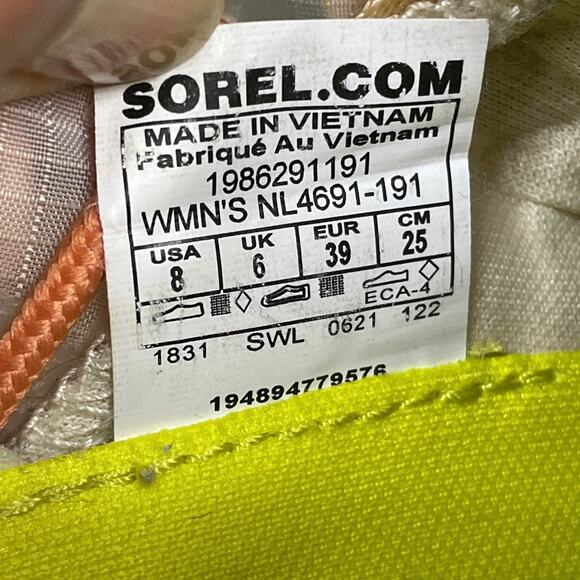 SOREL.COM
MADE IN VIETNAM
Fabriqué Au Vietnam
1986291191
WMN'S NL4691-191
USA UK EUR CM
8 6 39 25
ECA-4
1831 SWL 0621 122
194894779576